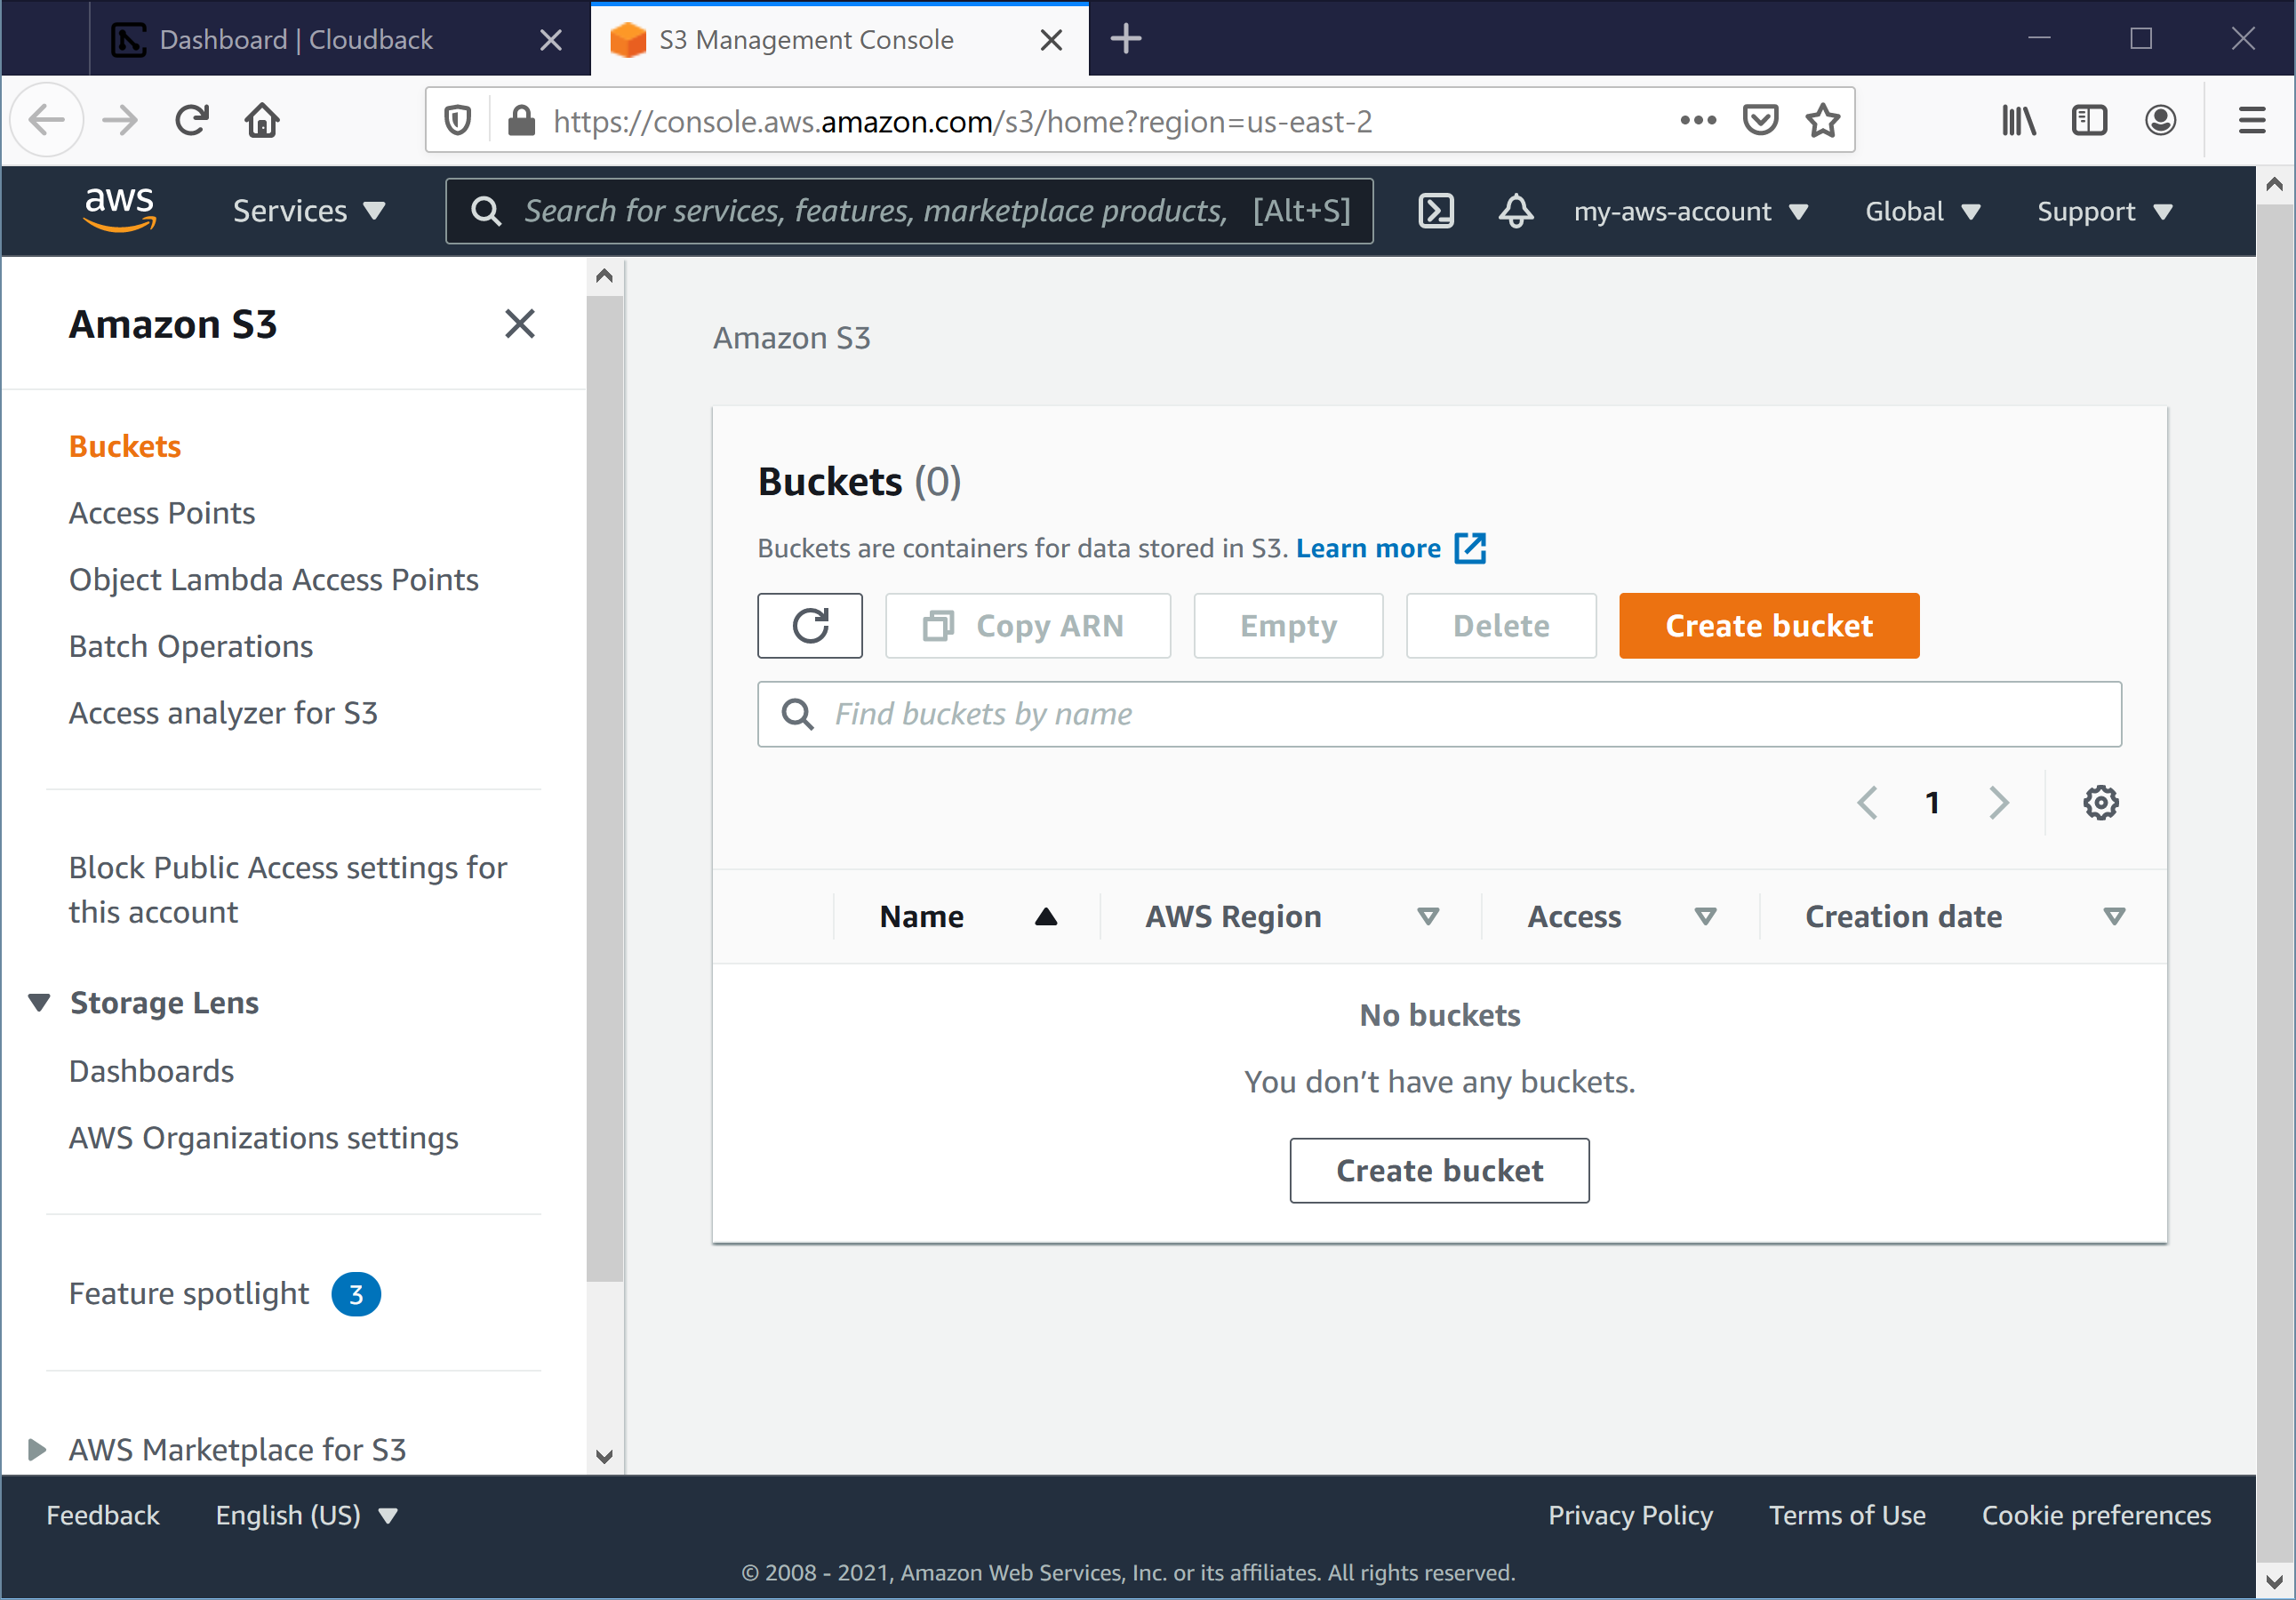 Dashboard | Cloudback
S3 Management Console
https://console.aws.amazon.com/s3/home?region=us-east-2
aws
Services
Search for services, features, marketplace products, [Alt+S]
my-aws-account
Global
Support
Amazon S3
Buckets
Access Points
Object Lambda Access Points
Batch Operations
Access analyzer for S3
Block Public Access settings for
this account
Storage Lens
Dashboards
AWS Organizations settings
Feature spotlight 3
AWS Marketplace for S3
Amazon S3
Buckets (0)
Buckets are containers for data stored in S3. Learn more
Copy ARN
Empty
Delete
Create bucket
Find buckets by name
1
Name
AWS Region
Access
Creation date
No buckets
You don’t have any buckets.
Create bucket
Feedback
English (US)
Privacy Policy
Terms of Use
Cookie preferences
© 2008 - 2021, Amazon Web Services, Inc. or its affiliates. All rights reserved.